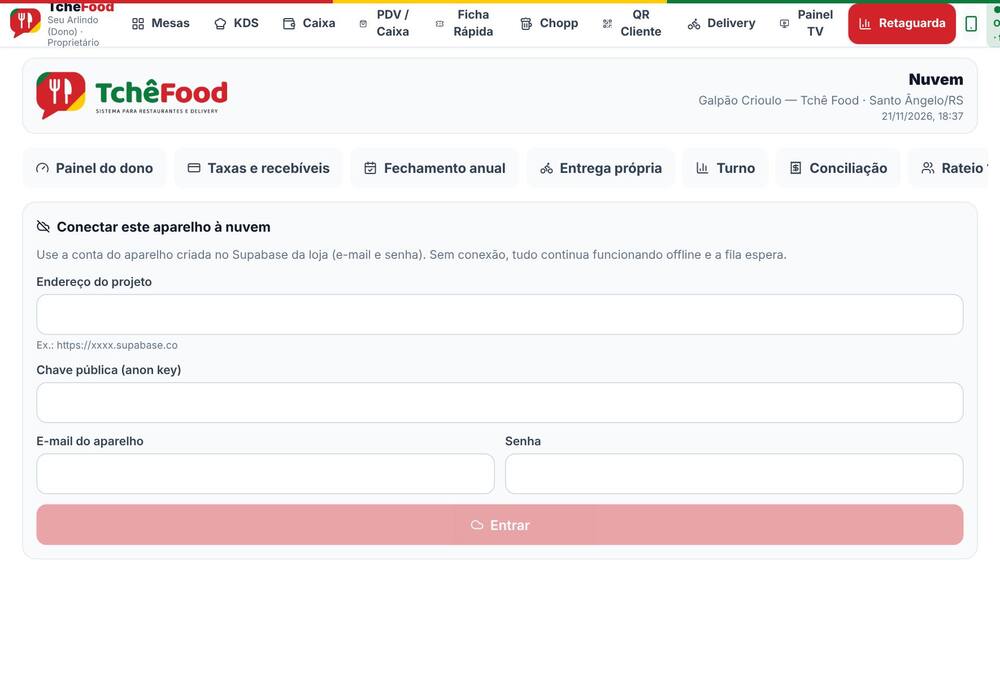 TchêFood
Seu Arlindo
(Dono) ·
Proprietário
Mesas
KDS
Caixa
PDV /
Caixa
Ficha
Rápida
Chopp
QR
Cliente
Delivery
Painel
TV
Retaguarda
TchêFood
SISTEMA PARA RESTAURANTES E DELIVERY
Nuvem
Galpão Crioulo — Tchê Food · Santo Ângelo/RS
21/11/2026, 18:37
Painel do dono
Taxas e recebíveis
Fechamento anual
Entrega própria
Turno
Conciliação
Rateio
Conectar este aparelho à nuvem
Use a conta do aparelho criada no Supabase da loja (e-mail e senha). Sem conexão, tudo continua funcionando offline e a fila espera.
Endereço do projeto
Ex.: https://xxxx.supabase.co
Chave pública (anon key)
E-mail do aparelho
Senha
Entrar